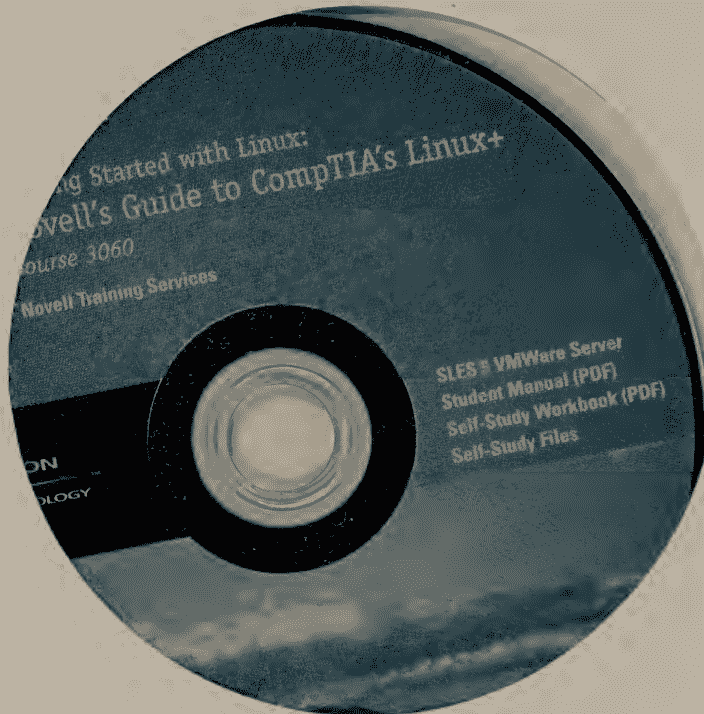 ng Started with Linux:
ovell's Guide to CompTIA's Linux+
ourse 3060
Novell Training Services
SLES VMWare Server
Student Manual (PDF)
Self-Study Workbook (PDF)
Self-Study Files
ON
OLOGY